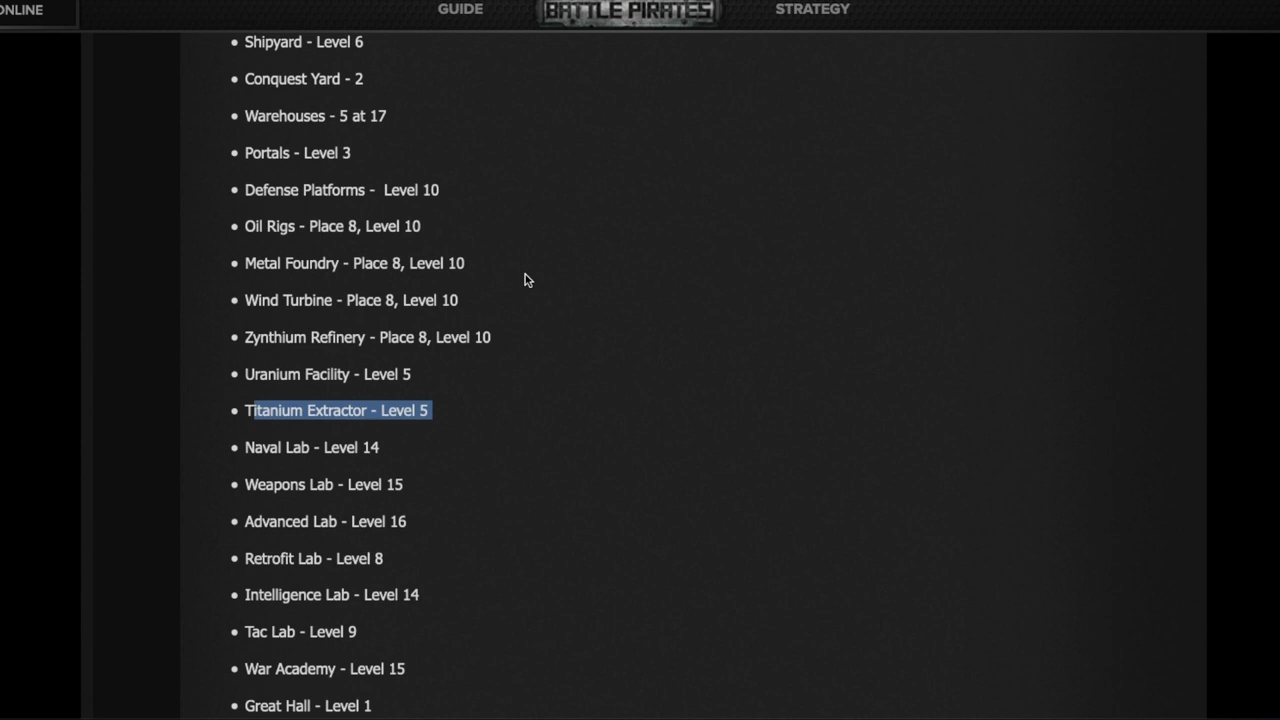 ONLINE
GUIDE
BATTLE PIRATES
STRATEGY
• Shipyard - Level 6
• Conquest Yard - 2
• Warehouses - 5 at 17
• Portals - Level 3
• Defense Platforms -  Level 10
• Oil Rigs - Place 8, Level 10
• Metal Foundry - Place 8, Level 10
• Wind Turbine - Place 8, Level 10
• Zynthium Refinery - Place 8, Level 10
• Uranium Facility - Level 5
• Titanium Extractor - Level 5
• Naval Lab - Level 14
• Weapons Lab - Level 15
• Advanced Lab - Level 16
• Retrofit Lab - Level 8
• Intelligence Lab - Level 14
• Tac Lab - Level 9
• War Academy - Level 15
• Great Hall - Level 1